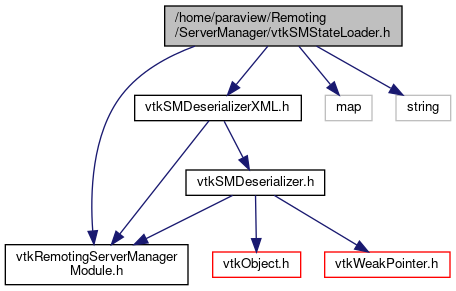 /home/paraview/Remoting
/ServerManager/vtkSMStateLoader.h
vtkSMDeserializerXML.h
map
string
vtkSMDeserializer.h
vtkRemotingServerManager
Module.h
vtkObject.h
vtkWeakPointer.h